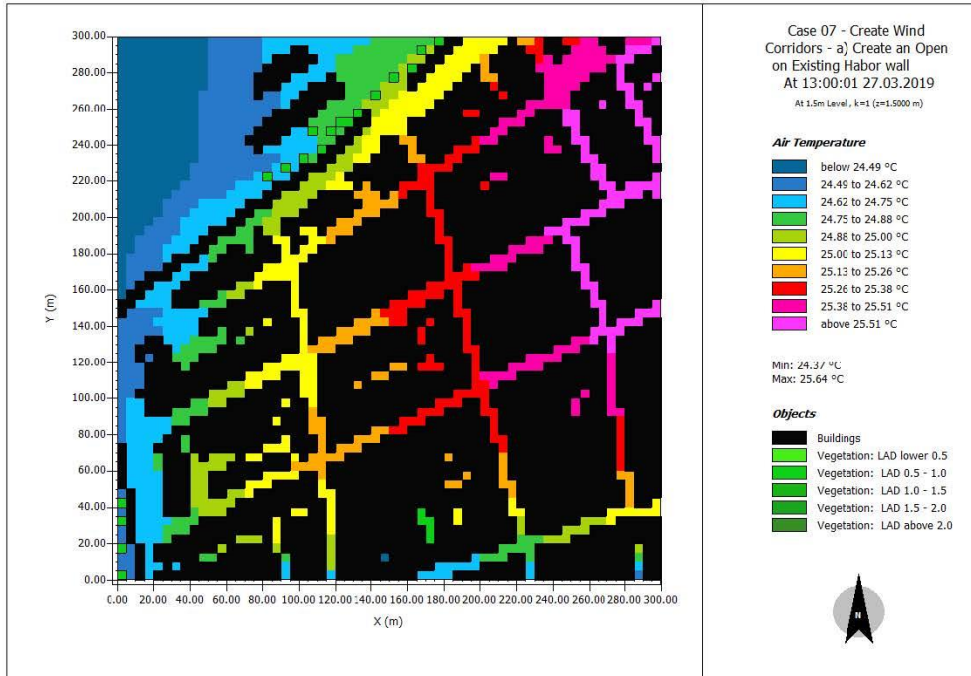 Case 07 - Create Wind
Corridors - a) Create an Open
on Existing Habor wall
At 13:00:01 27.03.2019
At 1.5m Level, k=1 (z=1.5000 m)
Air Temperature
below 24.49 °C
24.49 to 24.62 °C
24.62 to 24.75 °C
24.75 to 24.88 °C
24.88 to 25.00 °C
25.00 to 25.13 °C
25.13 to 25.26 °C
25.26 to 25.38 °C
25.38 to 25.51 °C
above 25.51 °C
Min: 24.37 °C
Max: 25.64 °C
Objects
Buildings
Vegetation: LAD lower 0.5
Vegetation: LAD 0.5 - 1.0
Vegetation: LAD 1.0 - 1.5
Vegetation: LAD 1.5 - 2.0
Vegetation: LAD above 2.0
N
300.00
280.00
260.00
240.00
220.00
200.00
180.00
160.00
140.00
120.00
100.00
80.00
60.00
40.00
20.00
0.00
Y (m)
0.00 20.00 40.00 60.00 80.00 100.00 120.00 140.00 160.00 180.00 200.00 220.00 240.00 260.00 280.00 300.00
X (m)